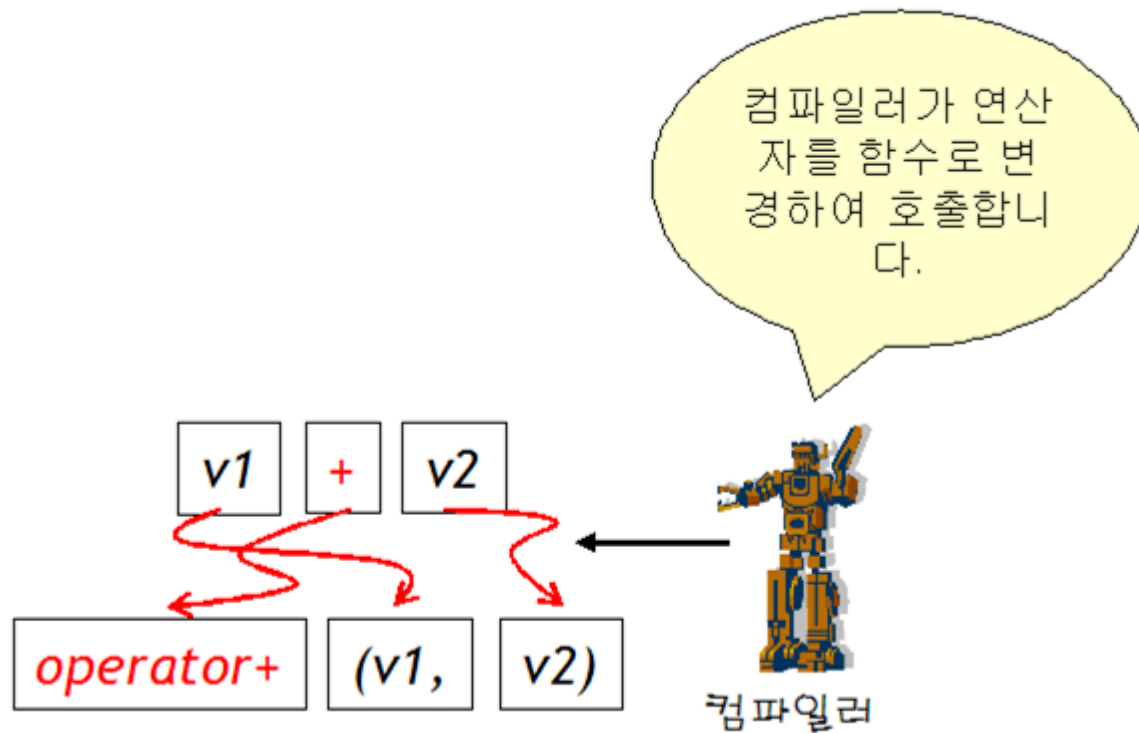 컴파일러가 연산
자를 함수로 변
경하여 호출합니
다.
v1 + v2
operator+ (v1, v2)
컴파일러